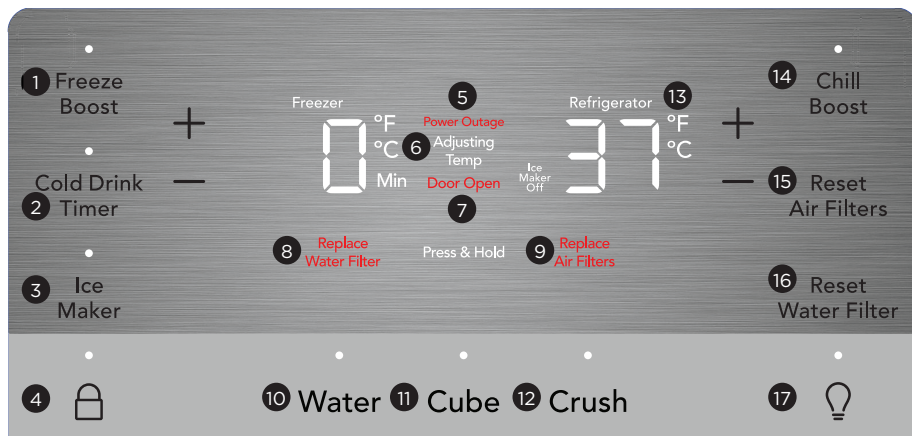 1 Freeze
Boost
+
−
Cold Drink
2 Timer
3 Ice
Maker
4
Freezer
0 °F
°C
Min
5
Power Outage
6 Adjusting
Temp
Door Open
7
Ice
Maker
Off
Refrigerator 13
37 °F
°C
+
−
8 Replace
Water Filter
Press & Hold
9 Replace
Air Filters
14 Chill
Boost
15 Reset
Air Filters
16 Reset
Water Filter
10 Water 11 Cube 12 Crush
17